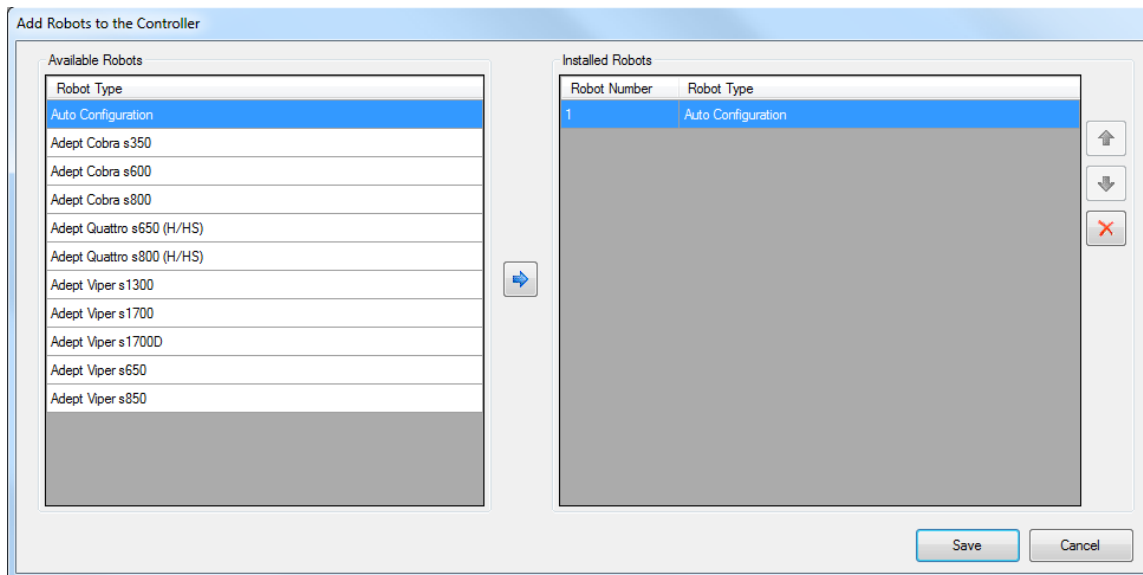 Add Robots to the Controller
Available Robots
Robot Type
Auto Configuration
Adept Cobra s350
Adept Cobra s600
Adept Cobra s800
Adept Quattro s650 (H/HS)
Adept Quattro s800 (H/HS)
Adept Viper s1300
Adept Viper s1700
Adept Viper s1700D
Adept Viper s650
Adept Viper s850
Installed Robots
Robot Number Robot Type
1 Auto Configuration
Save Cancel